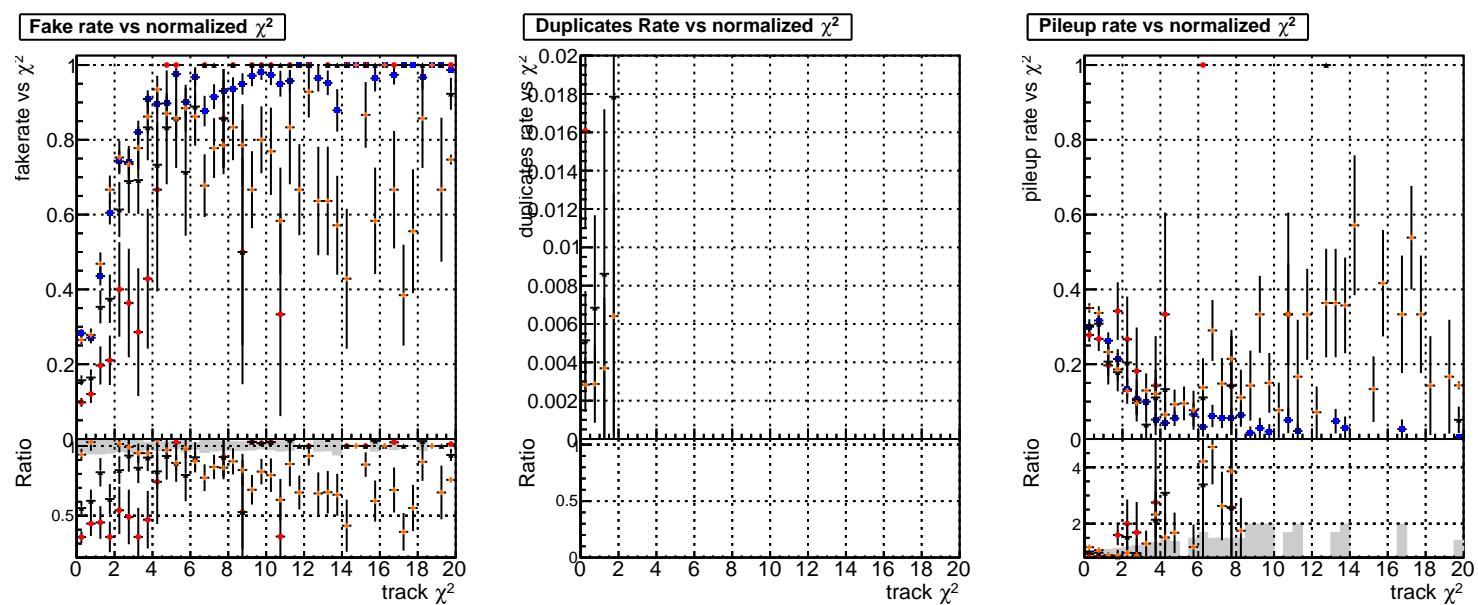 Fake rate vs normalized χ²
fakerate vs χ²
1
0.8
0.6
0.4
0.2
0
Ratio
0.5
0 2 4 6 8 10 12 14 16 18 20
track χ²
Duplicates Rate vs normalized χ²
duplicates rate vs χ²
0.02
0.018
0.016
0.014
0.012
0.01
0.008
0.006
0.004
0.002
0
Ratio
0.5
0
0 2 4 6 8 10 12 14 16 18 20
track χ²
Pileup rate vs normalized χ²
pileup rate vs χ²
1
0.8
0.6
0.4
0.2
0
Ratio
4
2
0 2 4 6 8 10 12 14 16 18 20
track χ²